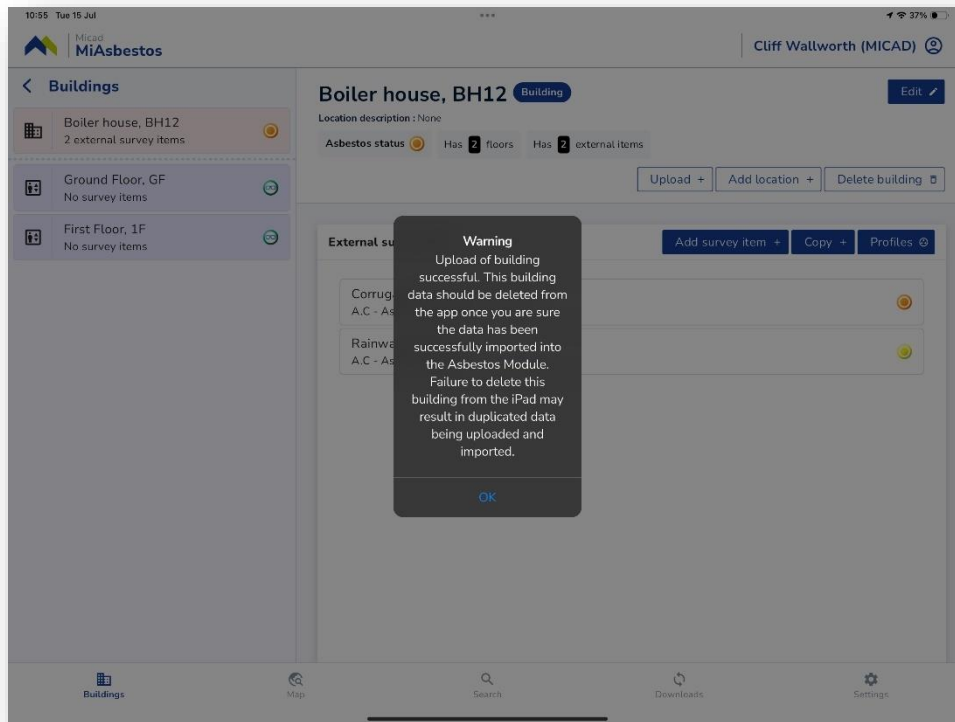 10:55 Tue 15 Jul
37%
Micad
MiAsbestos
Cliff Wallworth (MICAD)
Buildings
Boiler house, BH12
2 external survey items
Ground Floor, GF
No survey items
First Floor, 1F
No survey items
Boiler house, BH12 Building
Edit
Location description : None
Asbestos status Has 2 floors Has 2 external items
Upload + Add location + Delete building
External su
Add survey item + Copy + Profiles
Corrug
A.C - As
Rainwa
A.C - As
Warning
Upload of building
successful. This building
data should be deleted from
the app once you are sure
the data has been
successfully imported into
the Asbestos Module.
Failure to delete this
building from the iPad may
result in duplicated data
being uploaded and
imported.
OK
Buildings Map Search Downloads Settings